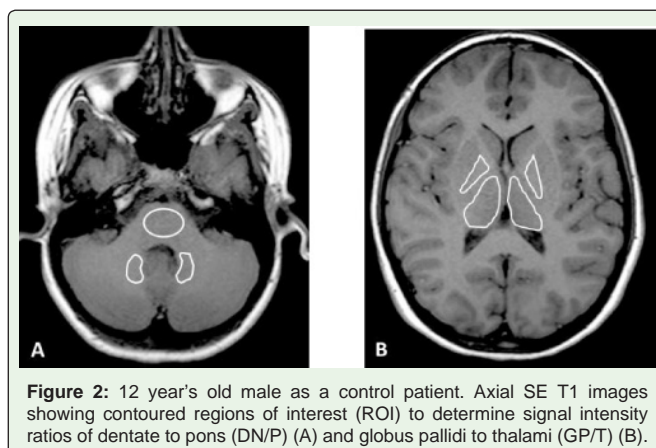 A
B
Figure 2: 12 year's old male as a control patient. Axial SE T1 images
showing contoured regions of interest (ROI) to determine signal intensity
ratios of dentate to pons (DN/P) (A) and globus pallidi to thalami (GP/T) (B).